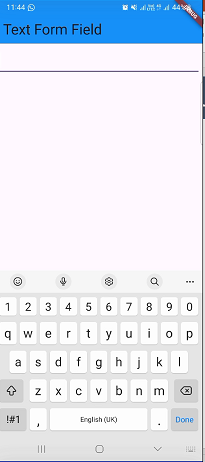 11:44 44%
Text Form Field
1 2 3 4 5 6 7 8 9 0
q w e r t y u i o p
a s d f g h j k l
z x c v b n m
!#1 , English (UK) . Done